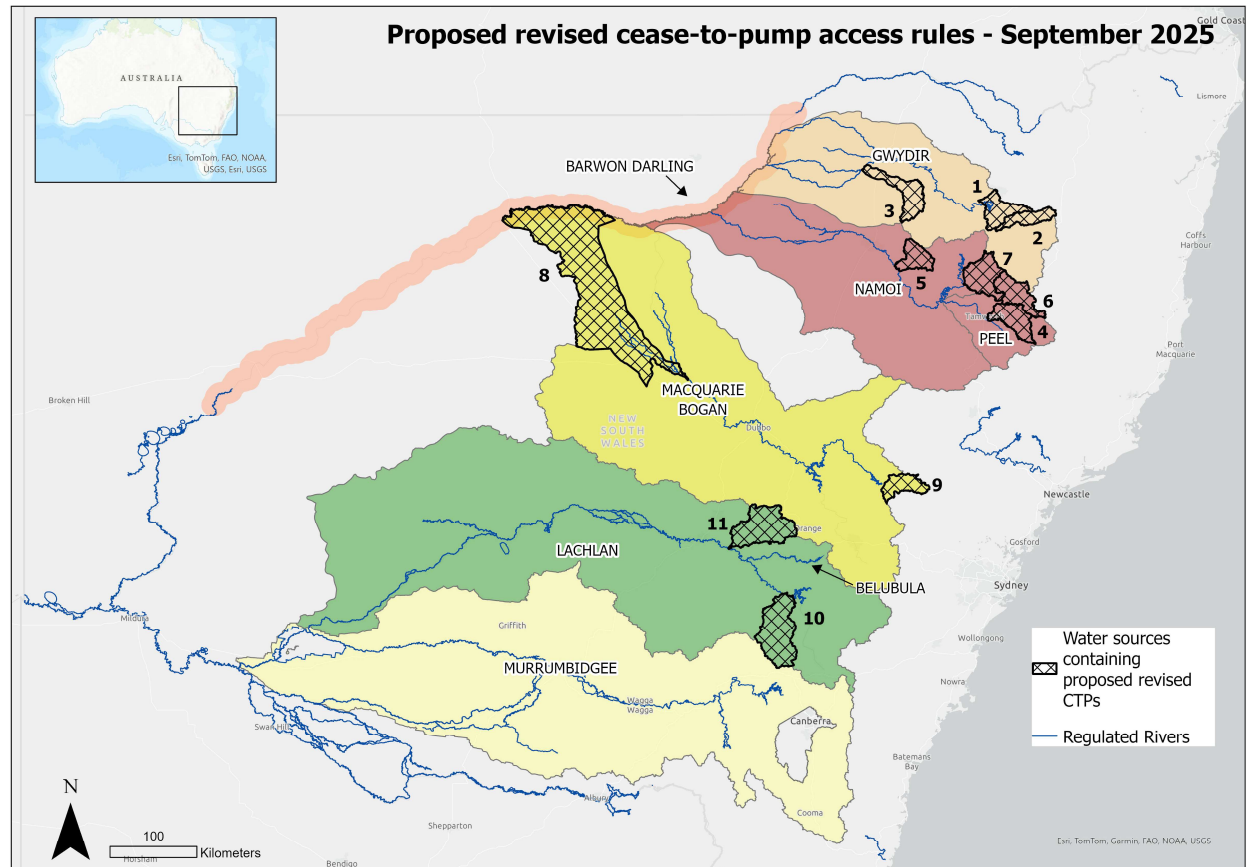 Proposed revised cease-to-pump access rules - September 2025
Gold Coast
AUSTRALIA
Esri, TomTom, FAO, NOAA,
USGS, Esri, USGS
Lismore
BARWON DARLING
GWYDIR
1
3
2
Coffs
Harbour
7
8
5
NAMOI
6
Tamworth
4
PEEL
Port
Macquarie
MACQUARIE
BOGAN
Broken Hill
NEW
SOUTH
WALES
Dubbo
9
Newcastle
11
Orange
LACHLAN
Gosford
BELUBULA
Sydney
Mildura
10
Griffith
Wollongong
MURRUMBIDGEE
Nowra
Wagga
Wagga
Swan Hill
Canberra
Batemans
Bay
Water sources
containing
proposed revised
CTPs
Regulated Rivers
N
Albury
Cooma
Shepparton
100
Kilometers
Horsham
Bendigo
Esri, TomTom, Garmin, FAO, NOAA, USGS